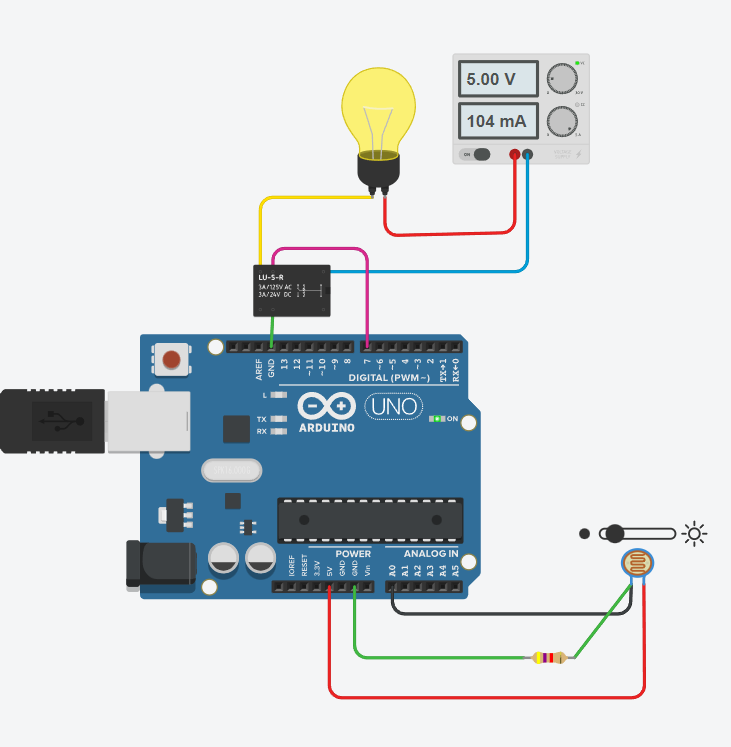 5.00 V
104 mA
ON
LU-5-R
3A/125V AC
3A/24V DC
AREF
GND
13
12
~11
~10
~9
8
7
~6
~5
4
~3
2
TX→1
RX←0
DIGITAL (PWM~)
L
TX
RX
ARDUINO
UNO
ON
POWER
ANALOG IN
IOREF
RESET
3.3V
5V
GND
GND
Vin
A0
A1
A2
A3
A4
A5